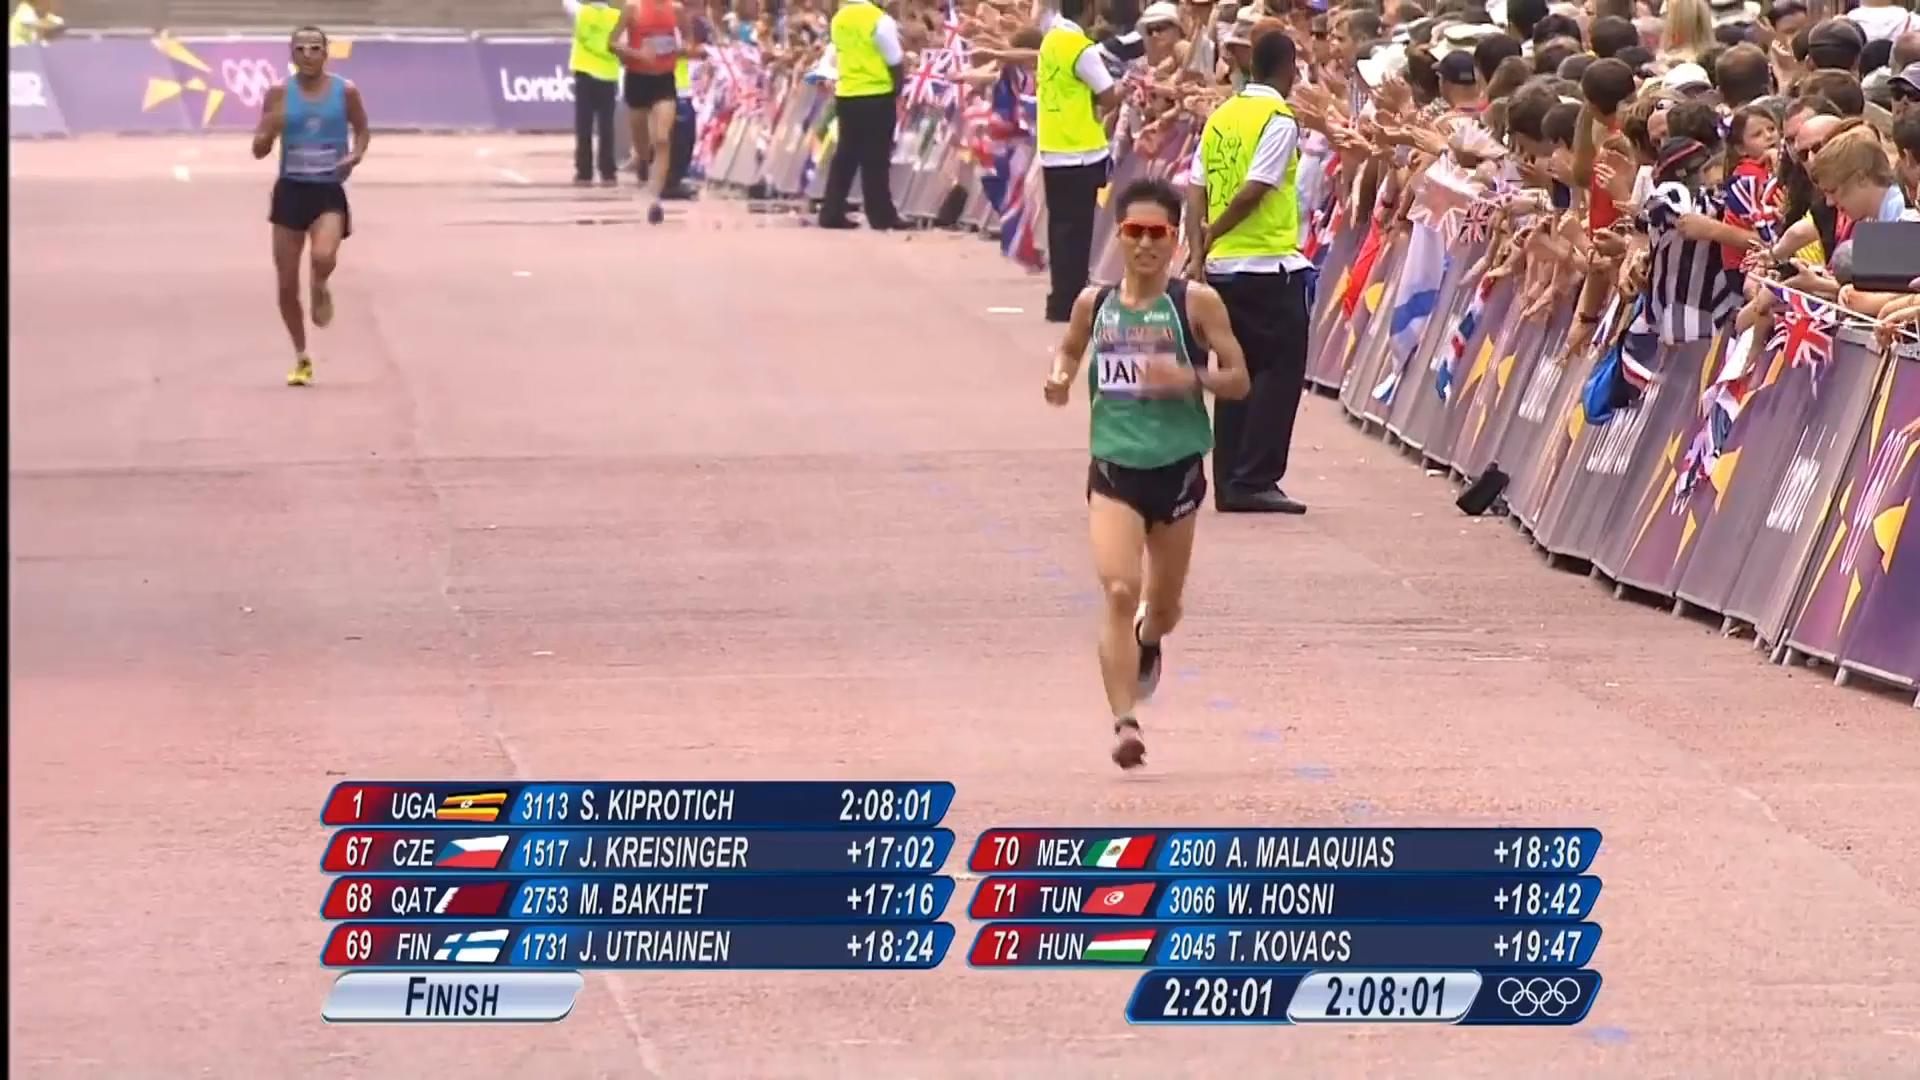 Londo
JAN
1 UGA 3113 S. KIPROTICH 2:08:01
67 CZE 1517 J. KREISINGER +17:02
68 QAT 2753 M. BAKHET +17:16
69 FIN 1731 J. UTRIAINEN +18:24
70 MEX 2500 A. MALAQUIAS +18:36
71 TUN 3066 W. HOSNI +18:42
72 HUN 2045 T. KOVACS +19:47
FINISH
2:28:01 2:08:01